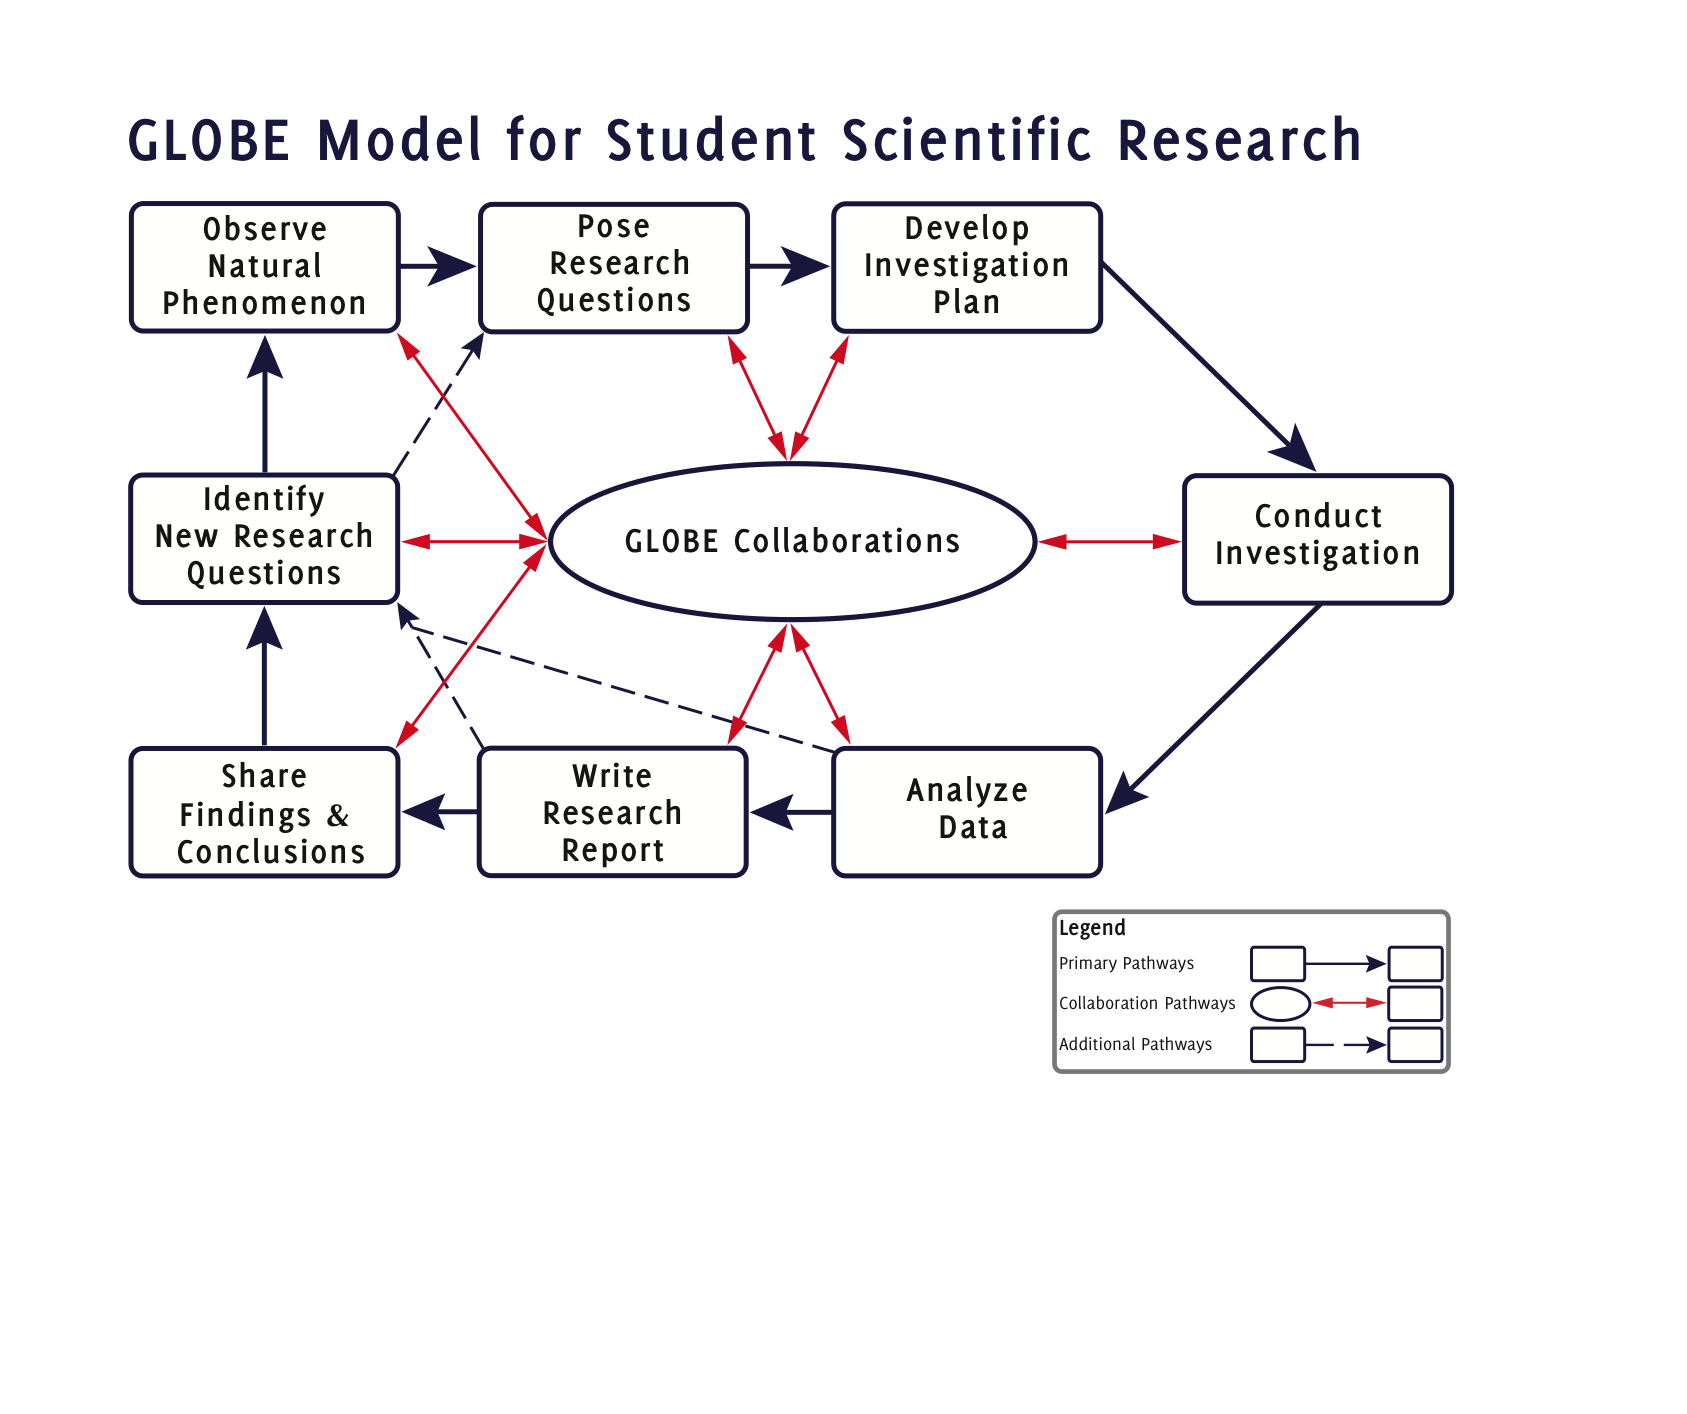 GLOBE Model for Student Scientific Research
Observe
Natural
Phenomenon
Pose
Research
Questions
Develop
Investigation
Plan
Identify
New Research
Questions
GLOBE Collaborations
Conduct
Investigation
Share
Findings &
Conclusions
Write
Research
Report
Analyze
Data
Legend
Primary Pathways
Collaboration Pathways
Additional Pathways